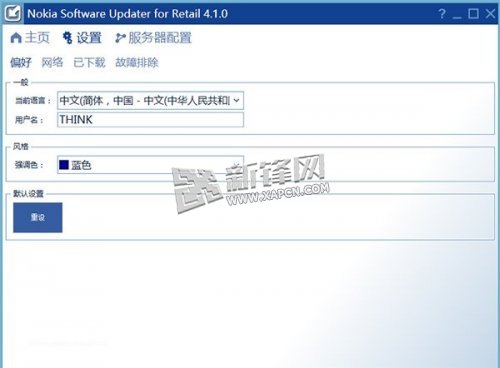 Nokia Software Updater for Retail 4.1.0
主页 设置 服务器配置
偏好 网络 已下载 故障排除
一般
当前语言： 中文(简体，中国 - 中文(中华人民共和国
用户名： THINK
风格
强调色： 蓝色
新锋网
WWW.XAPCN.COM
默认设置
重设